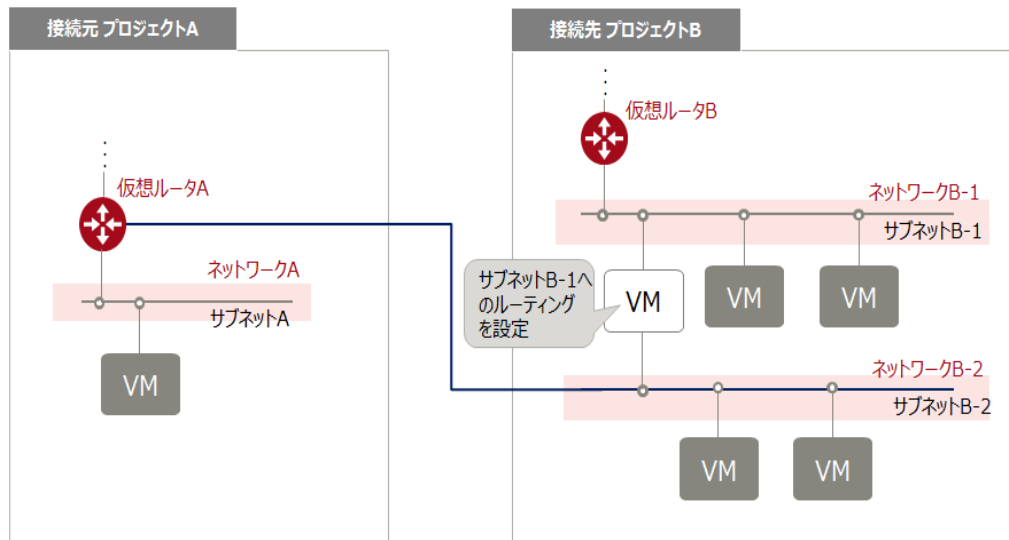 接続元 プロジェクトA
仮想ルータA
ネットワークA
サブネットA
VM
接続先 プロジェクトB
仮想ルータB
ネットワークB-1
サブネットB-1
サブネットB-1へ
のルーティング
を設定
VM
VM
VM
ネットワークB-2
サブネットB-2
VM
VM